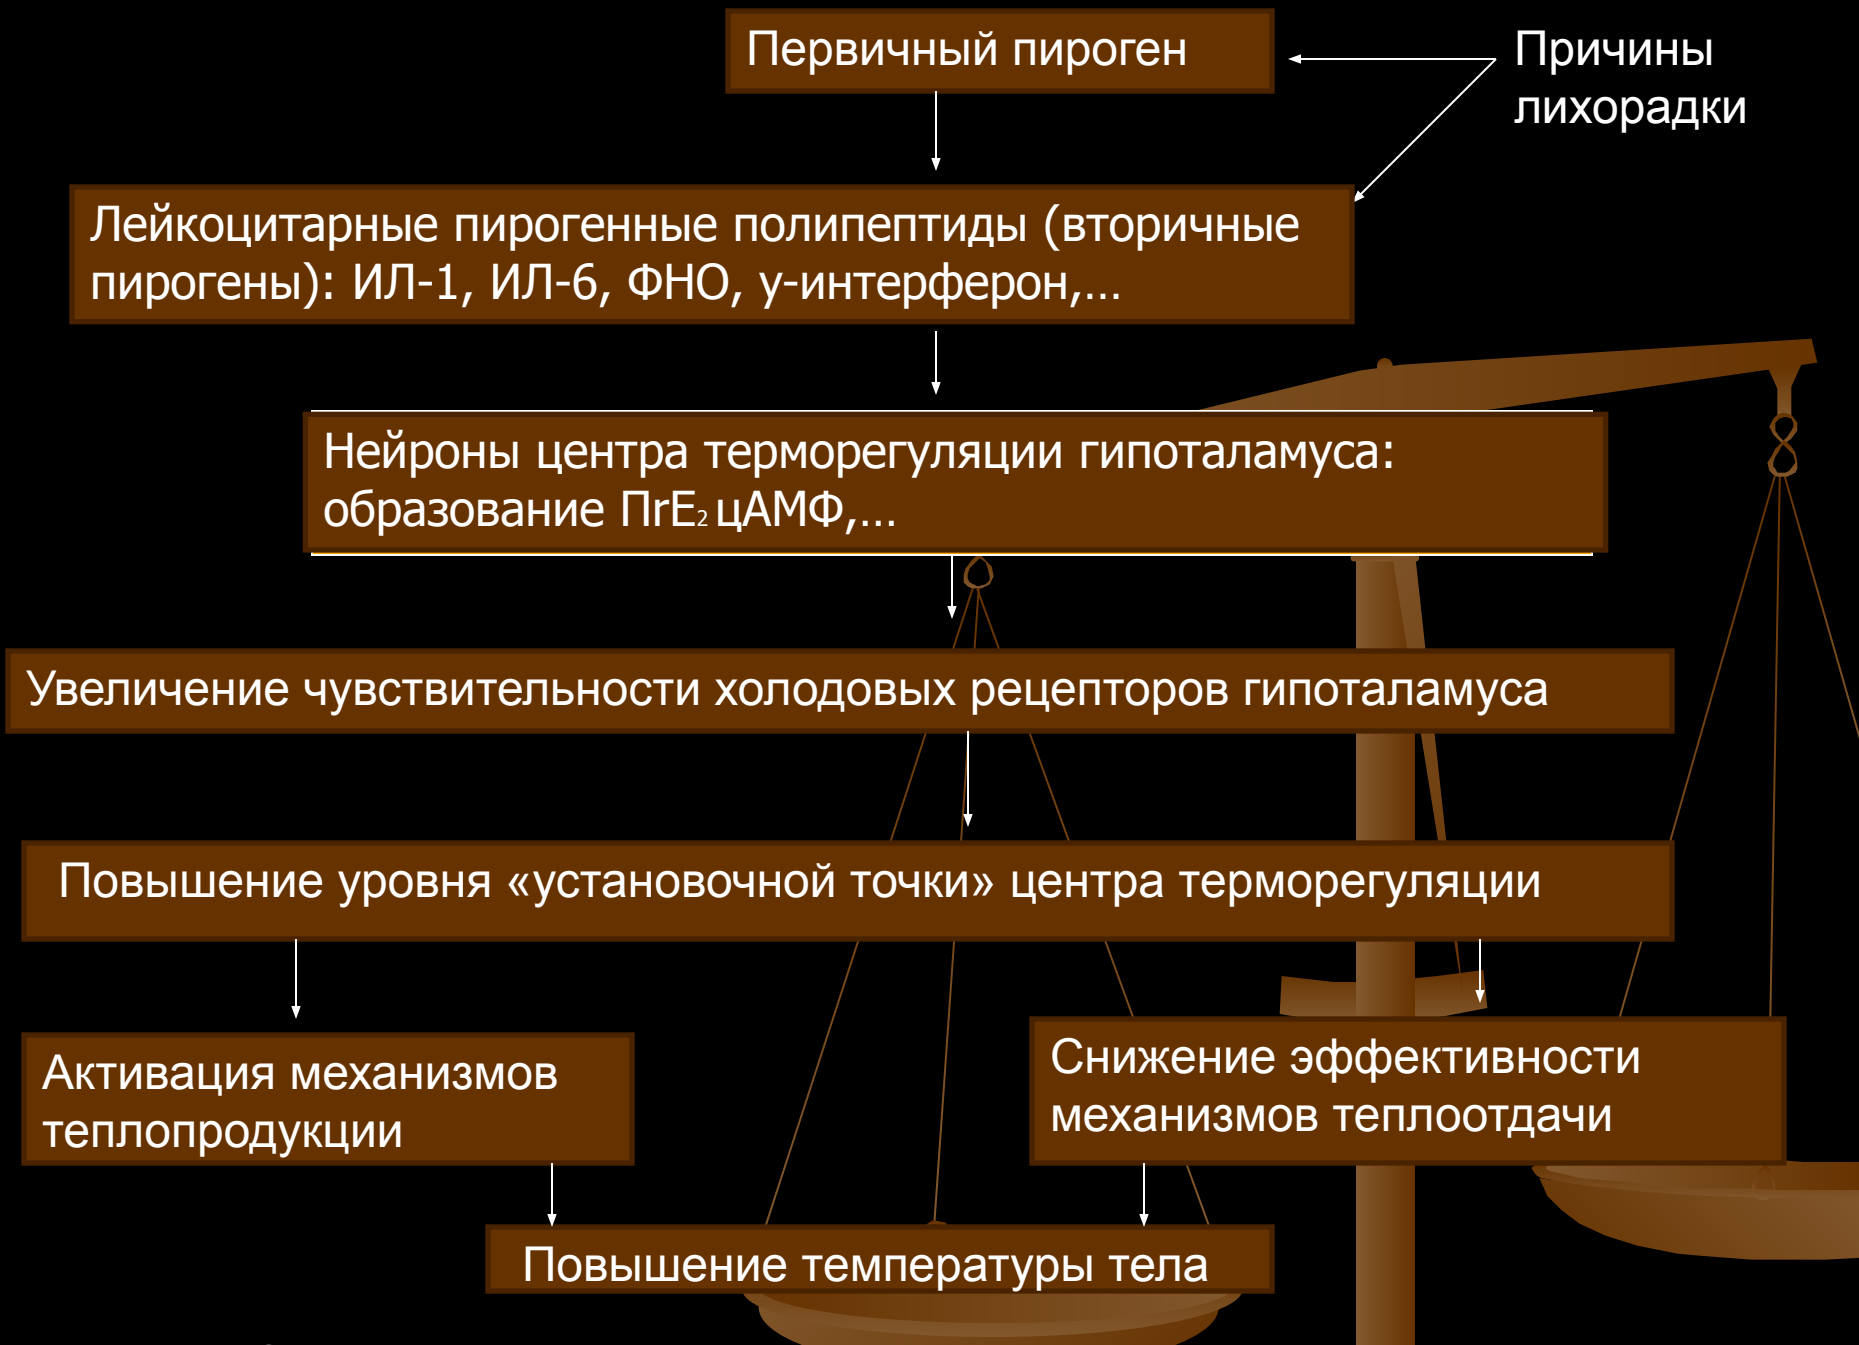 Первичный пироген
Причины
лихорадки
Лейкоцитарные пирогенные полипептиды (вторичные
пирогены): ИЛ-1, ИЛ-6, ФНО, у-интерферон,...
Нейроны центра терморегуляции гипоталамуса:
образование ПгЕ₂ цАМФ,...
Увеличение чувствительности холодовых рецепторов гипоталамуса
Повышение уровня «установочной точки» центра терморегуляции
Активация механизмов
теплопродукции
Снижение эффективности
механизмов теплоотдачи
Повышение температуры тела